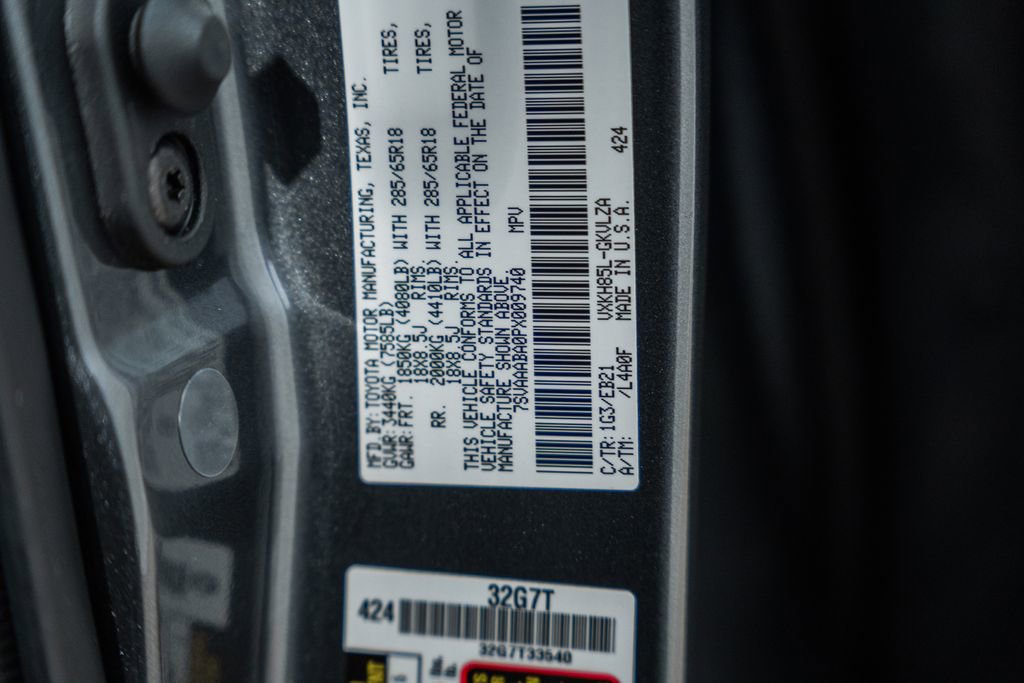 MFD.BY:TOYOTA MOTOR MANUFACTURING, TEXAS, INC.
GVWR:3440KG (7585LB)
GAWR:FRT. 1850KG (4080LB) WITH 285/65R18 TIRES,
18X8.5J RIMS.
RR. 2000KG (4410LB) WITH 285/65R18 TIRES,
18X8.5J RIMS.
THIS VEHICLE CONFORMS TO ALL APPLICABLE FEDERAL MOTOR
VEHICLE SAFETY STANDARDS IN EFFECT ON THE DATE OF
MANUFACTURE SHOWN ABOVE.
7SVAAABA0PX009740 MPV
C/TR:1G3/EB21 VXKH85L-GKVLZA 424
A/TM: /L4A0F MADE IN U.S.A.
32G7T
424
32G7T33540